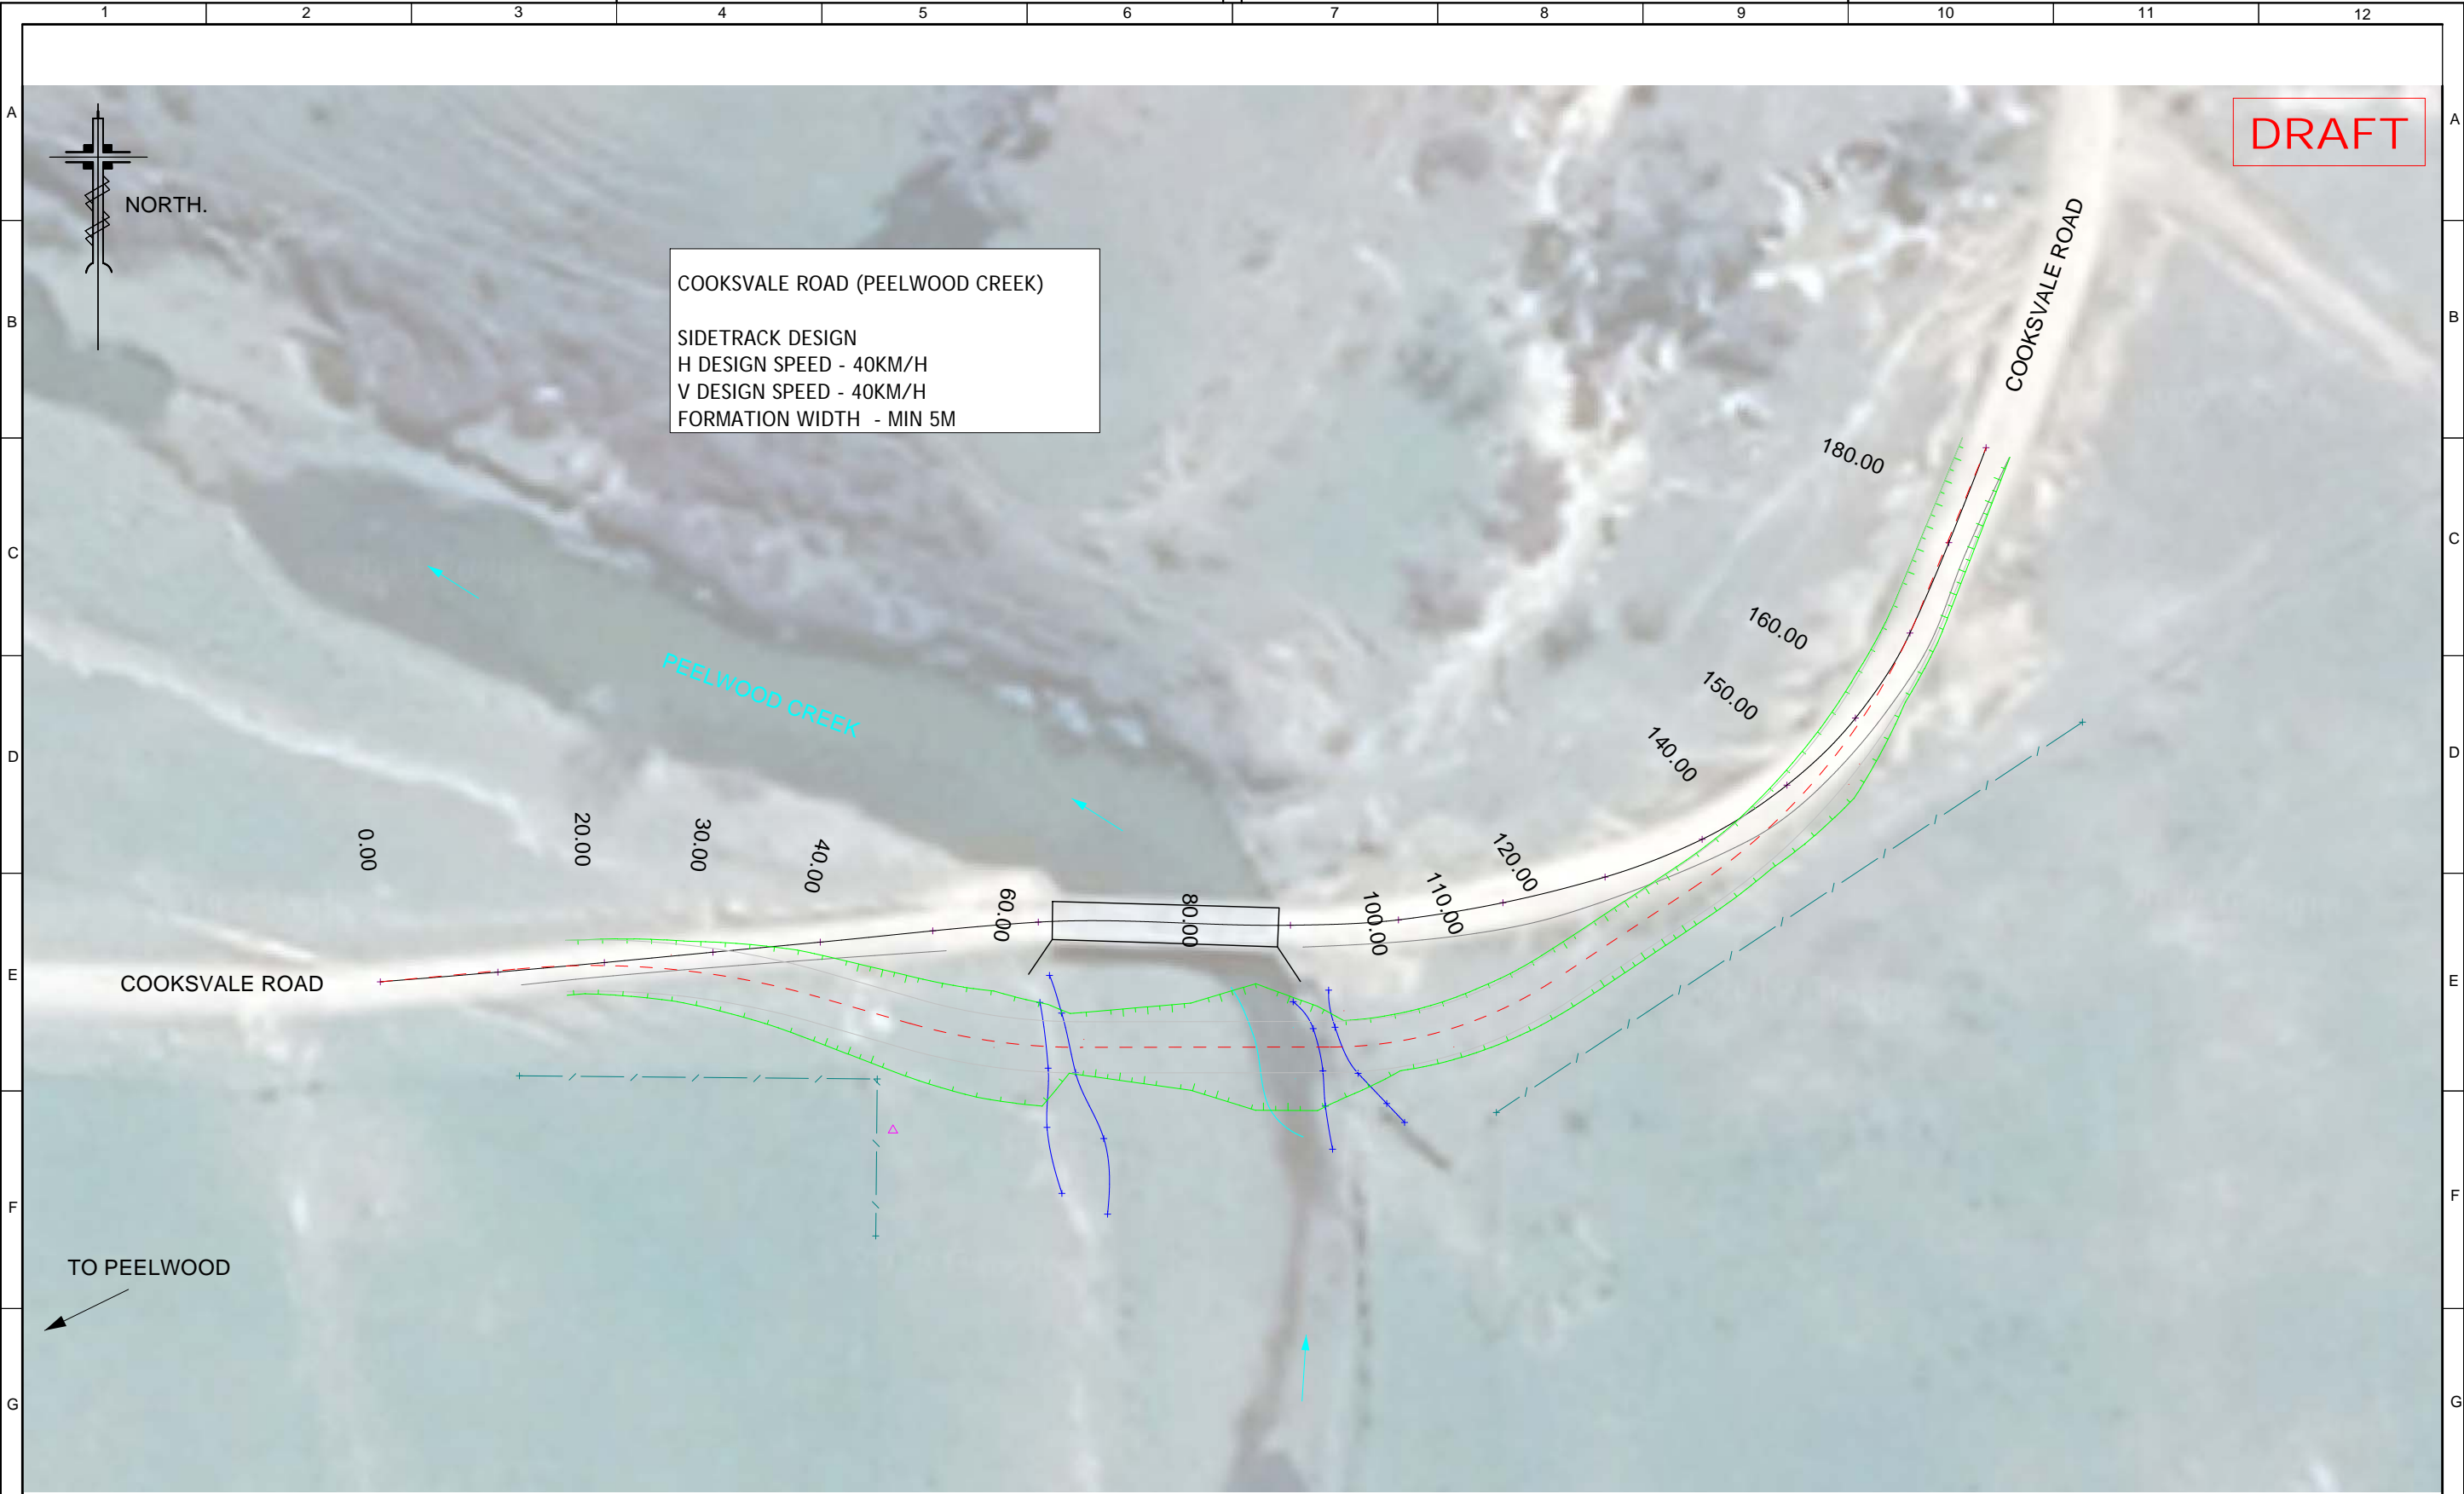 1 2 3 4 5 6 7 8 9 10 11 12
A A
DRAFT
NORTH.
COOKSVALE ROAD
B B
COOKSVALE ROAD (PEELWOOD CREEK)
SIDETRACK DESIGN
H DESIGN SPEED - 40KM/H
V DESIGN SPEED - 40KM/H
FORMATION WIDTH - MIN 5M
180.00
C C
160.00
PEELWOOD CREEK
150.00
140.00
D D
0.00
20.00
30.00
40.00
60.00
80.00
100.00
110.00
120.00
E E
COOKSVALE ROAD
F F
TO PEELWOOD
G G